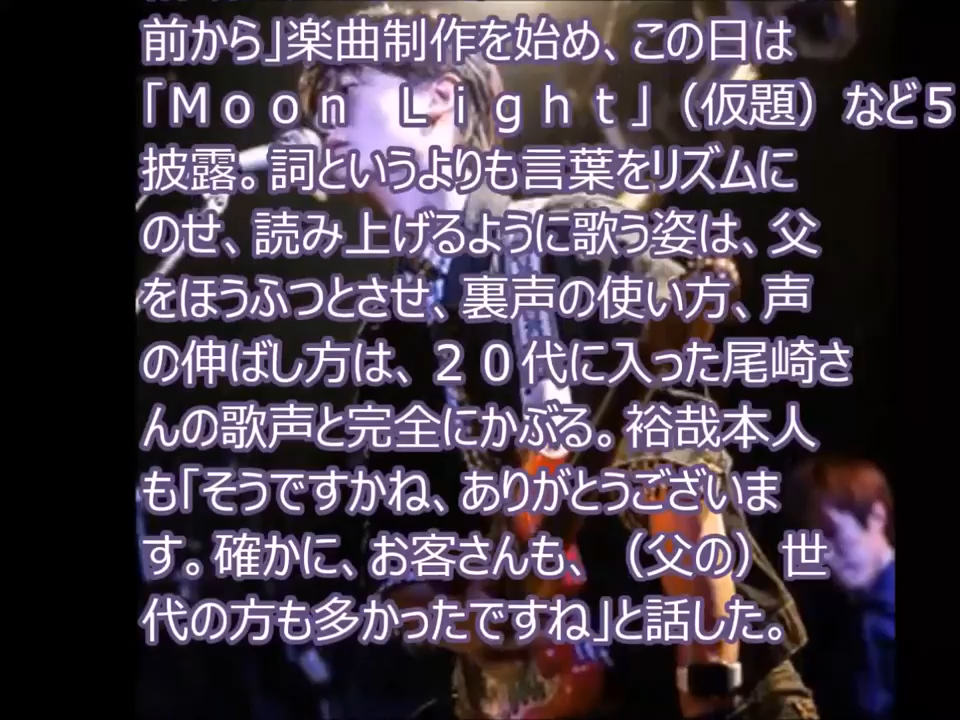 前から」楽曲制作を始め、この日は
「Ｍｏｏｎ　Ｌｉｇｈｔ」（仮題）など５
披露。詞というよりも言葉をリズムに
のせ、読み上げるように歌う姿は、父
をほうふつとさせ、裏声の使い方、声
の伸ばし方は、２０代に入った尾崎さ
んの歌声と完全にかぶる。裕哉本人
も「そうですかね、ありがとうございま
す。確かに、お客さんも、（父の）世
代の方も多かったですね」と話した。